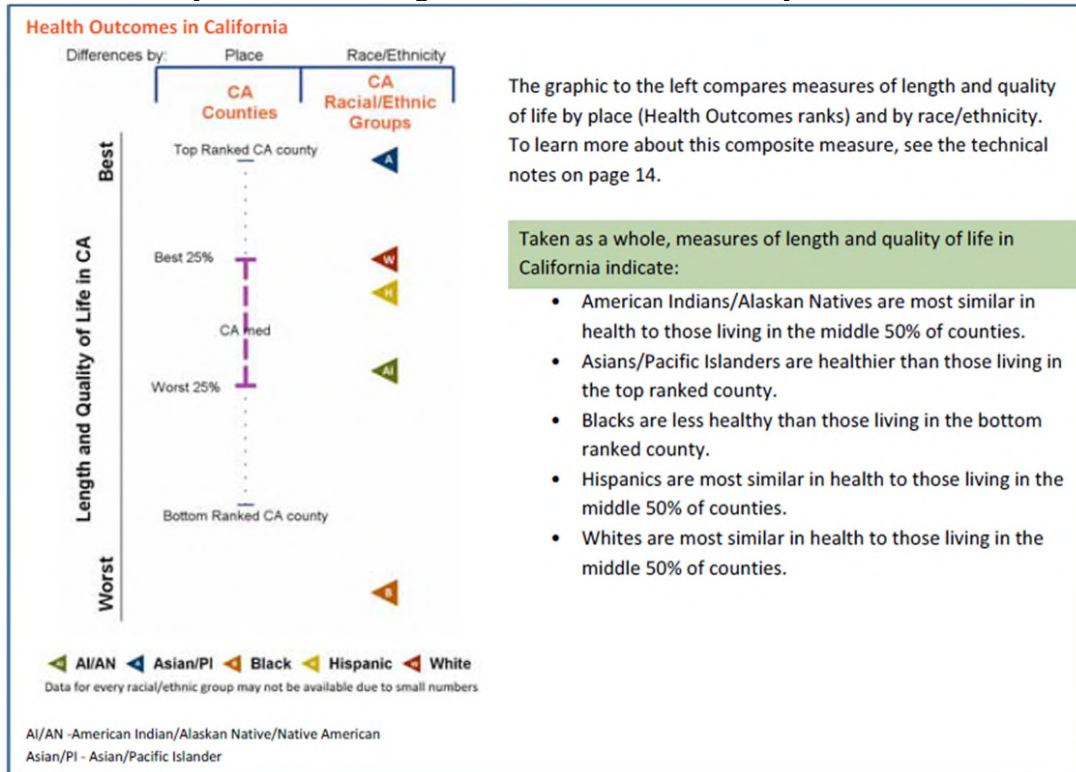 Health Outcomes in California
Differences by: Place Race/Ethnicity
CA Counties
CA Racial/Ethnic Groups
Best
Length and Quality of Life in CA
Worst
Top Ranked CA county
Best 25%
CA med
Worst 25%
Bottom Ranked CA county
A
W
H
AI
B
AI/AN Asian/PI Black Hispanic White
Data for every racial/ethnic group may not be available due to small numbers
AI/AN -American Indian/Alaskan Native/Native American
Asian/PI - Asian/Pacific Islander
The graphic to the left compares measures of length and quality
of life by place (Health Outcomes ranks) and by race/ethnicity.
To learn more about this composite measure, see the technical
notes on page 14.
Taken as a whole, measures of length and quality of life in
California indicate:
• American Indians/Alaskan Natives are most similar in
health to those living in the middle 50% of counties.
• Asians/Pacific Islanders are healthier than those living in
the top ranked county.
• Blacks are less healthy than those living in the bottom
ranked county.
• Hispanics are most similar in health to those living in the
middle 50% of counties.
• Whites are most similar in health to those living in the
middle 50% of counties.